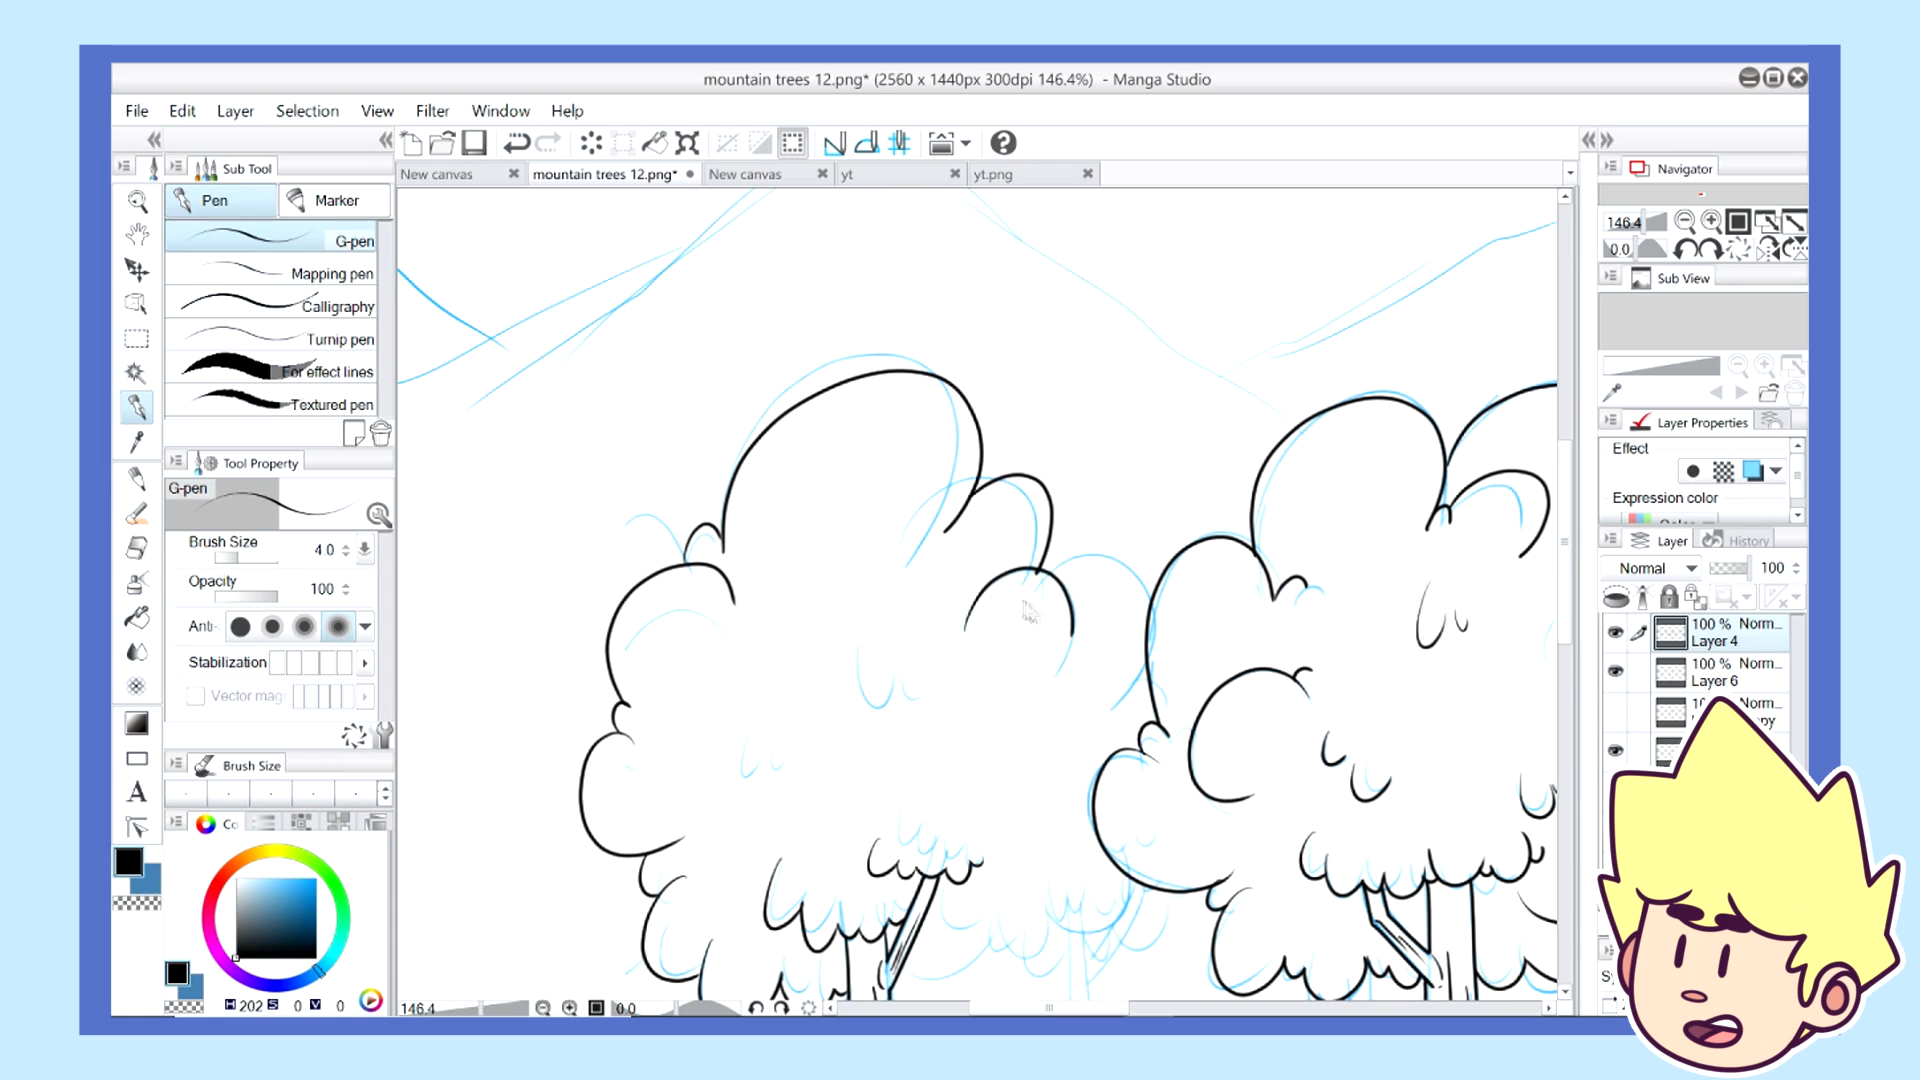 mountain trees 12.png* (2560 x 1440px 300dpi 146.4%) - Manga Studio
File Edit Layer Selection View Filter Window Help
Sub Tool
Navigator
New canvas mountain trees 12.png* New canvas yt yt.png
Pen Marker
G-pen
Mapping pen
Calligraphy
Turnip pen
For effect lines
Textured pen
Tool Property
G-pen
Brush Size 4.0
Opacity 100
Anti-
Stabilization
Vector mag
Brush Size
Co
H 202 S 0 V 0
146.4 0.0
146.4
0.0
Sub View
Layer Properties
Effect
Expression color
Layer History
Normal 100
100 % Norm...
Layer 4
100 % Norm...
Layer 6
Norm...